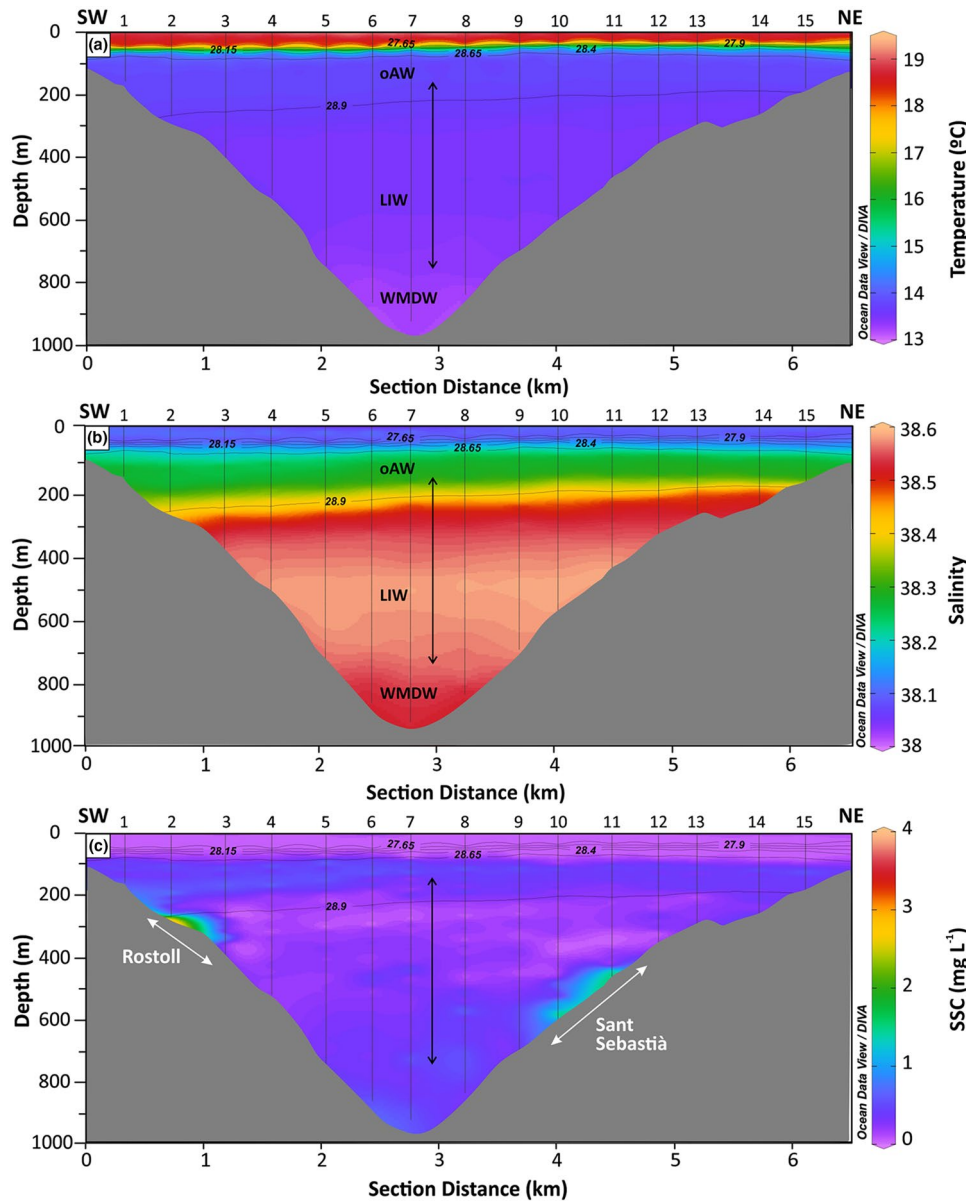 SW 1 2 3 4 5 6 7 8 9 10 11 12 13 14 15 NE
(a)
28.15 27.65 28.65 28.4 27.9
oAW
28.9
LIW
WMDW
0
200
400
600
800
1000
Depth (m)
0 1 2 3 4 5 6
Section Distance (km)
Ocean Data View / DIVA
19
18
17
16
15
14
13
Temperature (ºC)
SW 1 2 3 4 5 6 7 8 9 10 11 12 13 14 15 NE
(b)
28.15 27.65 28.65 28.4 27.9
oAW
28.9
LIW
WMDW
0
200
400
600
800
1000
Depth (m)
0 1 2 3 4 5 6
Section Distance (km)
Ocean Data View / DIVA
38.6
38.5
38.4
38.3
38.2
38.1
38
Salinity
SW 1 2 3 4 5 6 7 8 9 10 11 12 13 14 15 NE
(c)
28.15 27.65 28.65 28.4 27.9
28.9
Rostoll
Sant
Sebastià
0
200
400
600
800
1000
Depth (m)
0 1 2 3 4 5 6
Section Distance (km)
Ocean Data View / DIVA
4
3
2
1
0
SSC (mg L⁻¹)